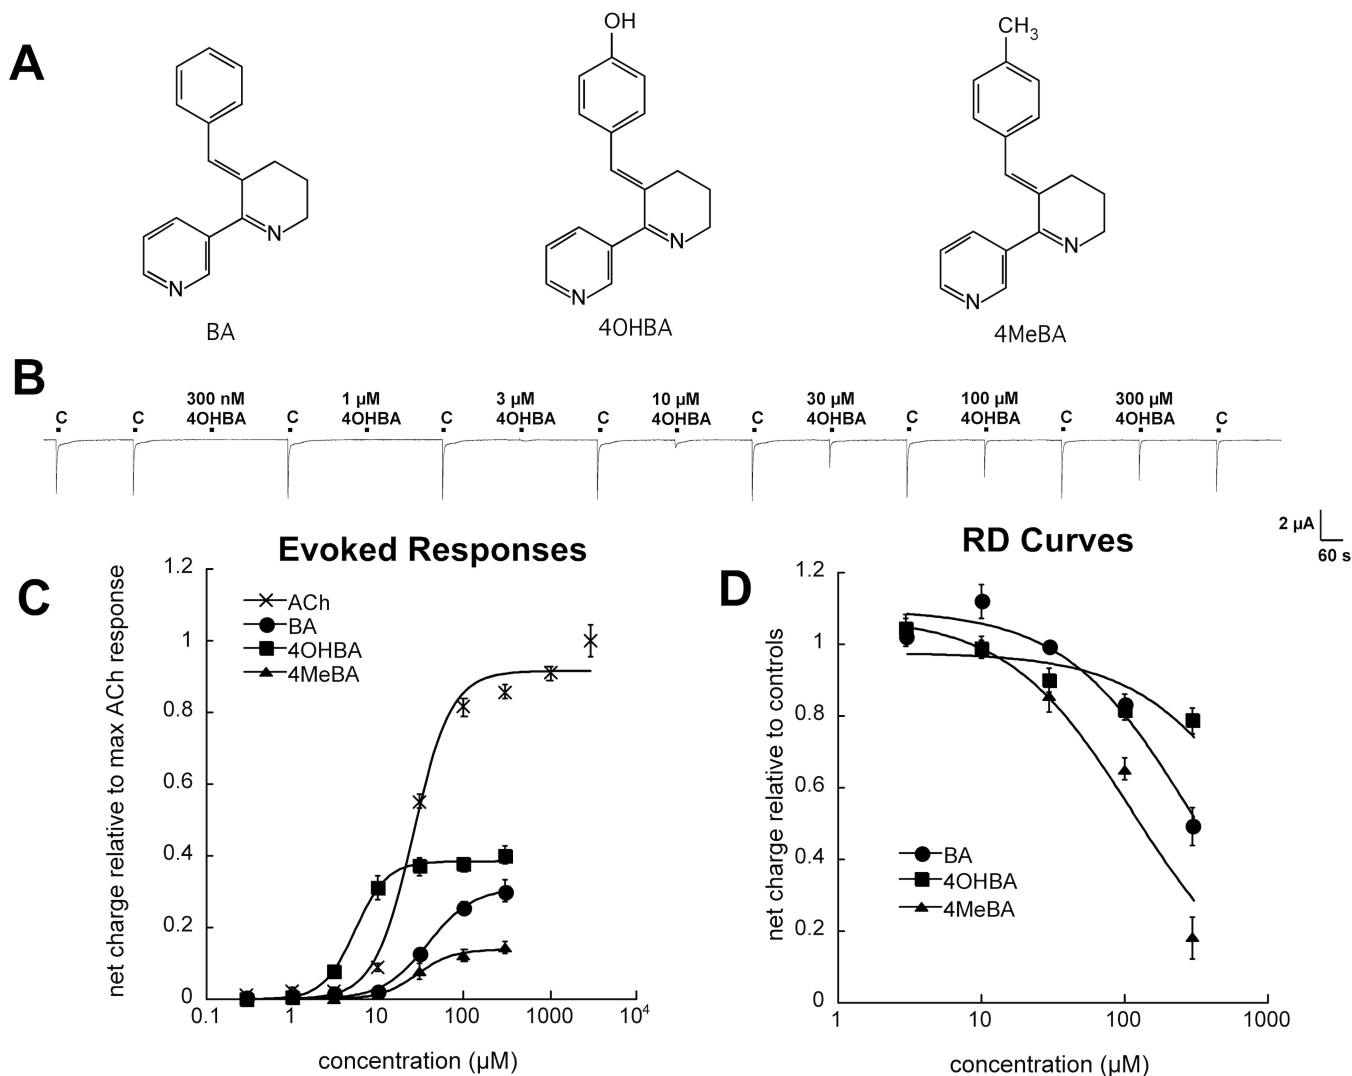 A
OH
CH3
N
N
N
N
N
N
BA
4OHBA
4MeBA
B
C C 300 nM 4OHBA C 1 µM 4OHBA C 3 µM 4OHBA C 10 µM 4OHBA C 30 µM 4OHBA C 100 µM 4OHBA C 300 µM 4OHBA C
2 µA
60 s
C
Evoked Responses
net charge relative to max ACh response
1.2
1
0.8
0.6
0.4
0.2
0
ACh
BA
4OHBA
4MeBA
0.1 1 10 100 1000 10^4
concentration (µM)
D
RD Curves
net charge relative to controls
1.2
1
0.8
0.6
0.4
0.2
0
BA
4OHBA
4MeBA
1 10 100 1000
concentration (µM)